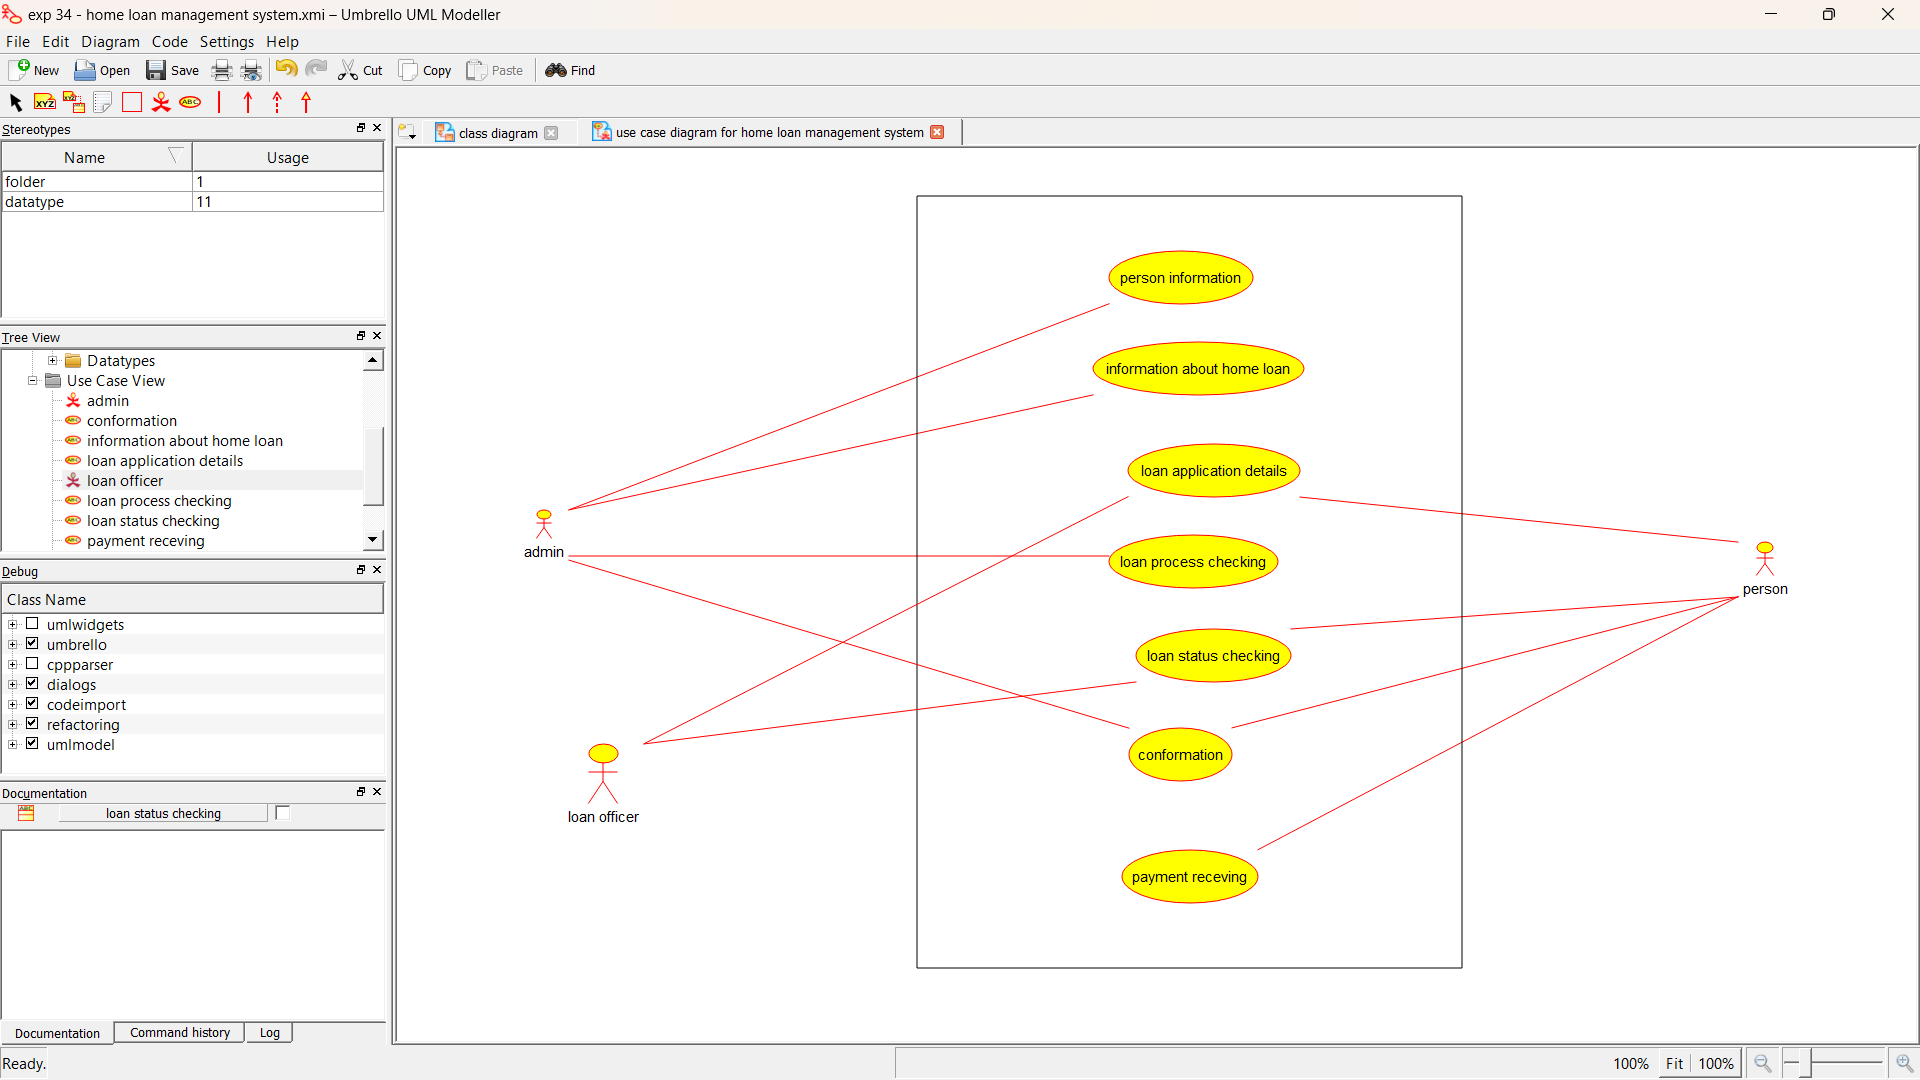 exp 34 - home loan management system.xmi – Umbrello UML Modeller
File Edit Diagram Code Settings Help
New Open Save Cut Copy Paste Find
XYZ XYZ ABC
Stereotypes
Name Usage
folder 1
datatype 11
Tree View
Datatypes
Use Case View
admin
conformation
information about home loan
loan application details
loan officer
loan process checking
loan status checking
payment receving
Debug
Class Name
umlwidgets
umbrello
cppparser
dialogs
codeimport
refactoring
umlmodel
Documentation
loan status checking
Documentation Command history Log
class diagram use case diagram for home loan management system
person information
information about home loan
loan application details
admin
loan process checking
person
loan status checking
conformation
loan officer
payment receving
Ready. 100% Fit 100%